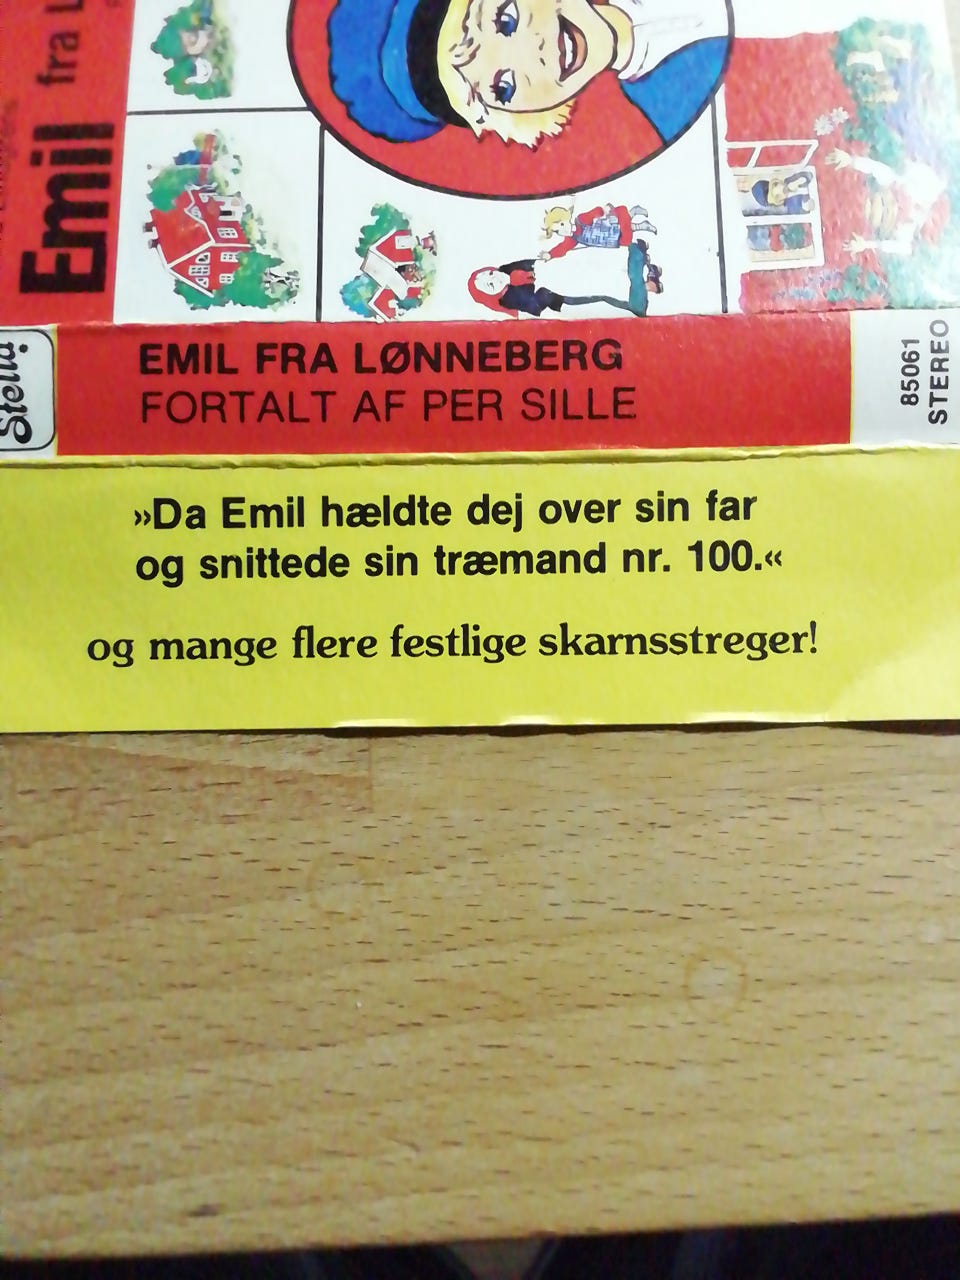 Emil fra L
Stella
EMIL FRA LØNNEBERG
FORTALT AF PER SILLE
85061
STEREO
»Da Emil hældte dej over sin far
og snittede sin træmand nr. 100.«
og mange flere festlige skarnsstreger!